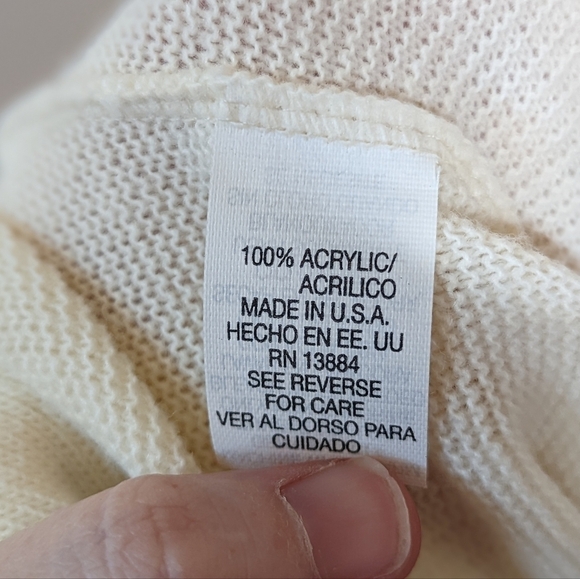 100% ACRYLIC/
ACRILICO
MADE IN U.S.A.
HECHO EN EE. UU
RN 13884
SEE REVERSE
FOR CARE
VER AL DORSO PARA
CUIDADO